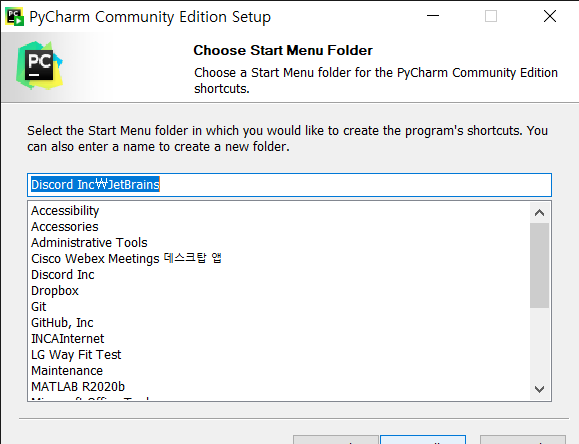 PyCharm Community Edition Setup
PC
Choose Start Menu Folder
Choose a Start Menu folder for the PyCharm Community Edition
shortcuts.
Select the Start Menu folder in which you would like to create the program's shortcuts. You
can also enter a name to create a new folder.
Discord Inc₩JetBrains
Accessibility
Accessories
Administrative Tools
Cisco Webex Meetings 데스크탑 앱
Discord Inc
Dropbox
Git
GitHub, Inc
INCAInternet
LG Way Fit Test
Maintenance
MATLAB R2020b